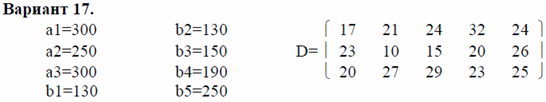 Вариант 17.
a1=300 b2=130 17 21 24 32 24
a2=250 b3=150 D= 23 10 15 20 26
a3=300 b4=190 20 27 29 23 25
b1=130 b5=250